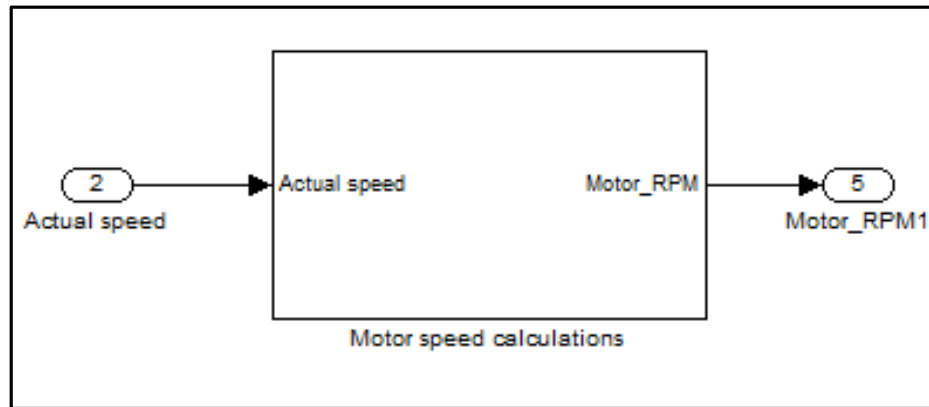 2
Actual speed
Actual speed
Motor_RPM
Motor speed calculations
5
Motor_RPM1